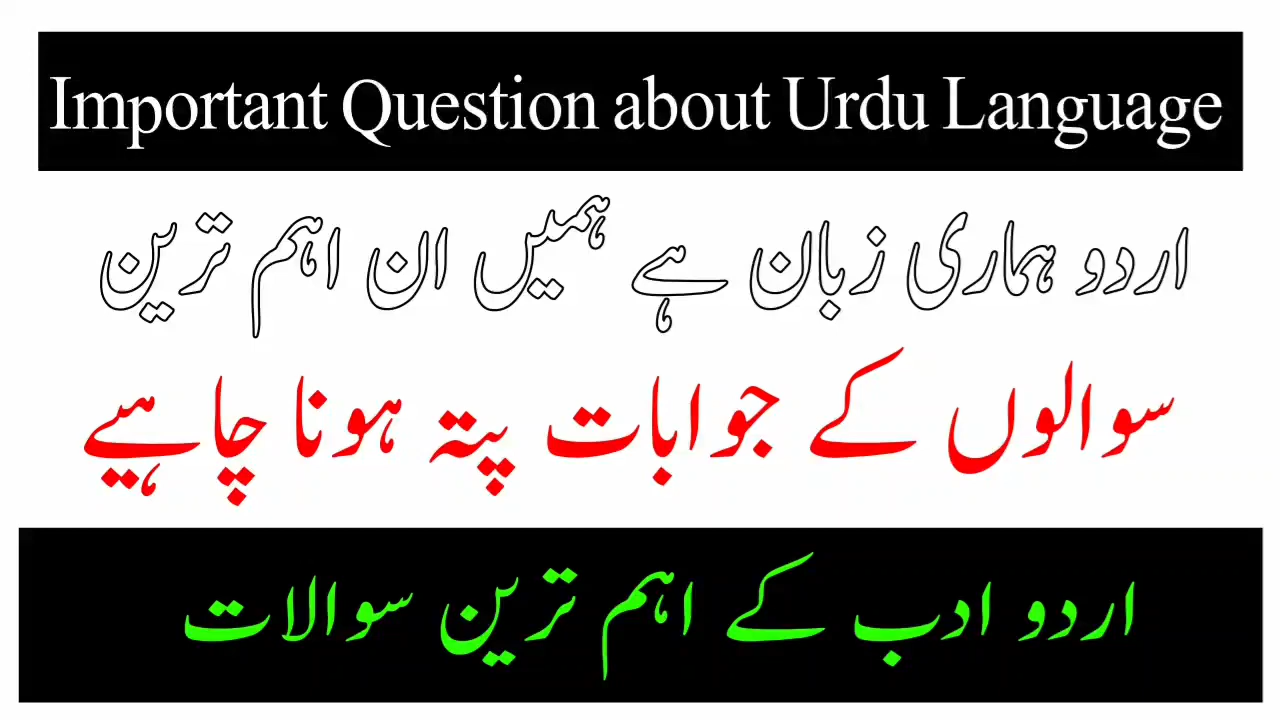 Important Question about Urdu Language
اردو ہماری زبان ہے ہمیں ان اہم ترین
سوالوں کے جوابات پتہ ہونا چاہیے
اردو ادب کے اہم ترین سوالات